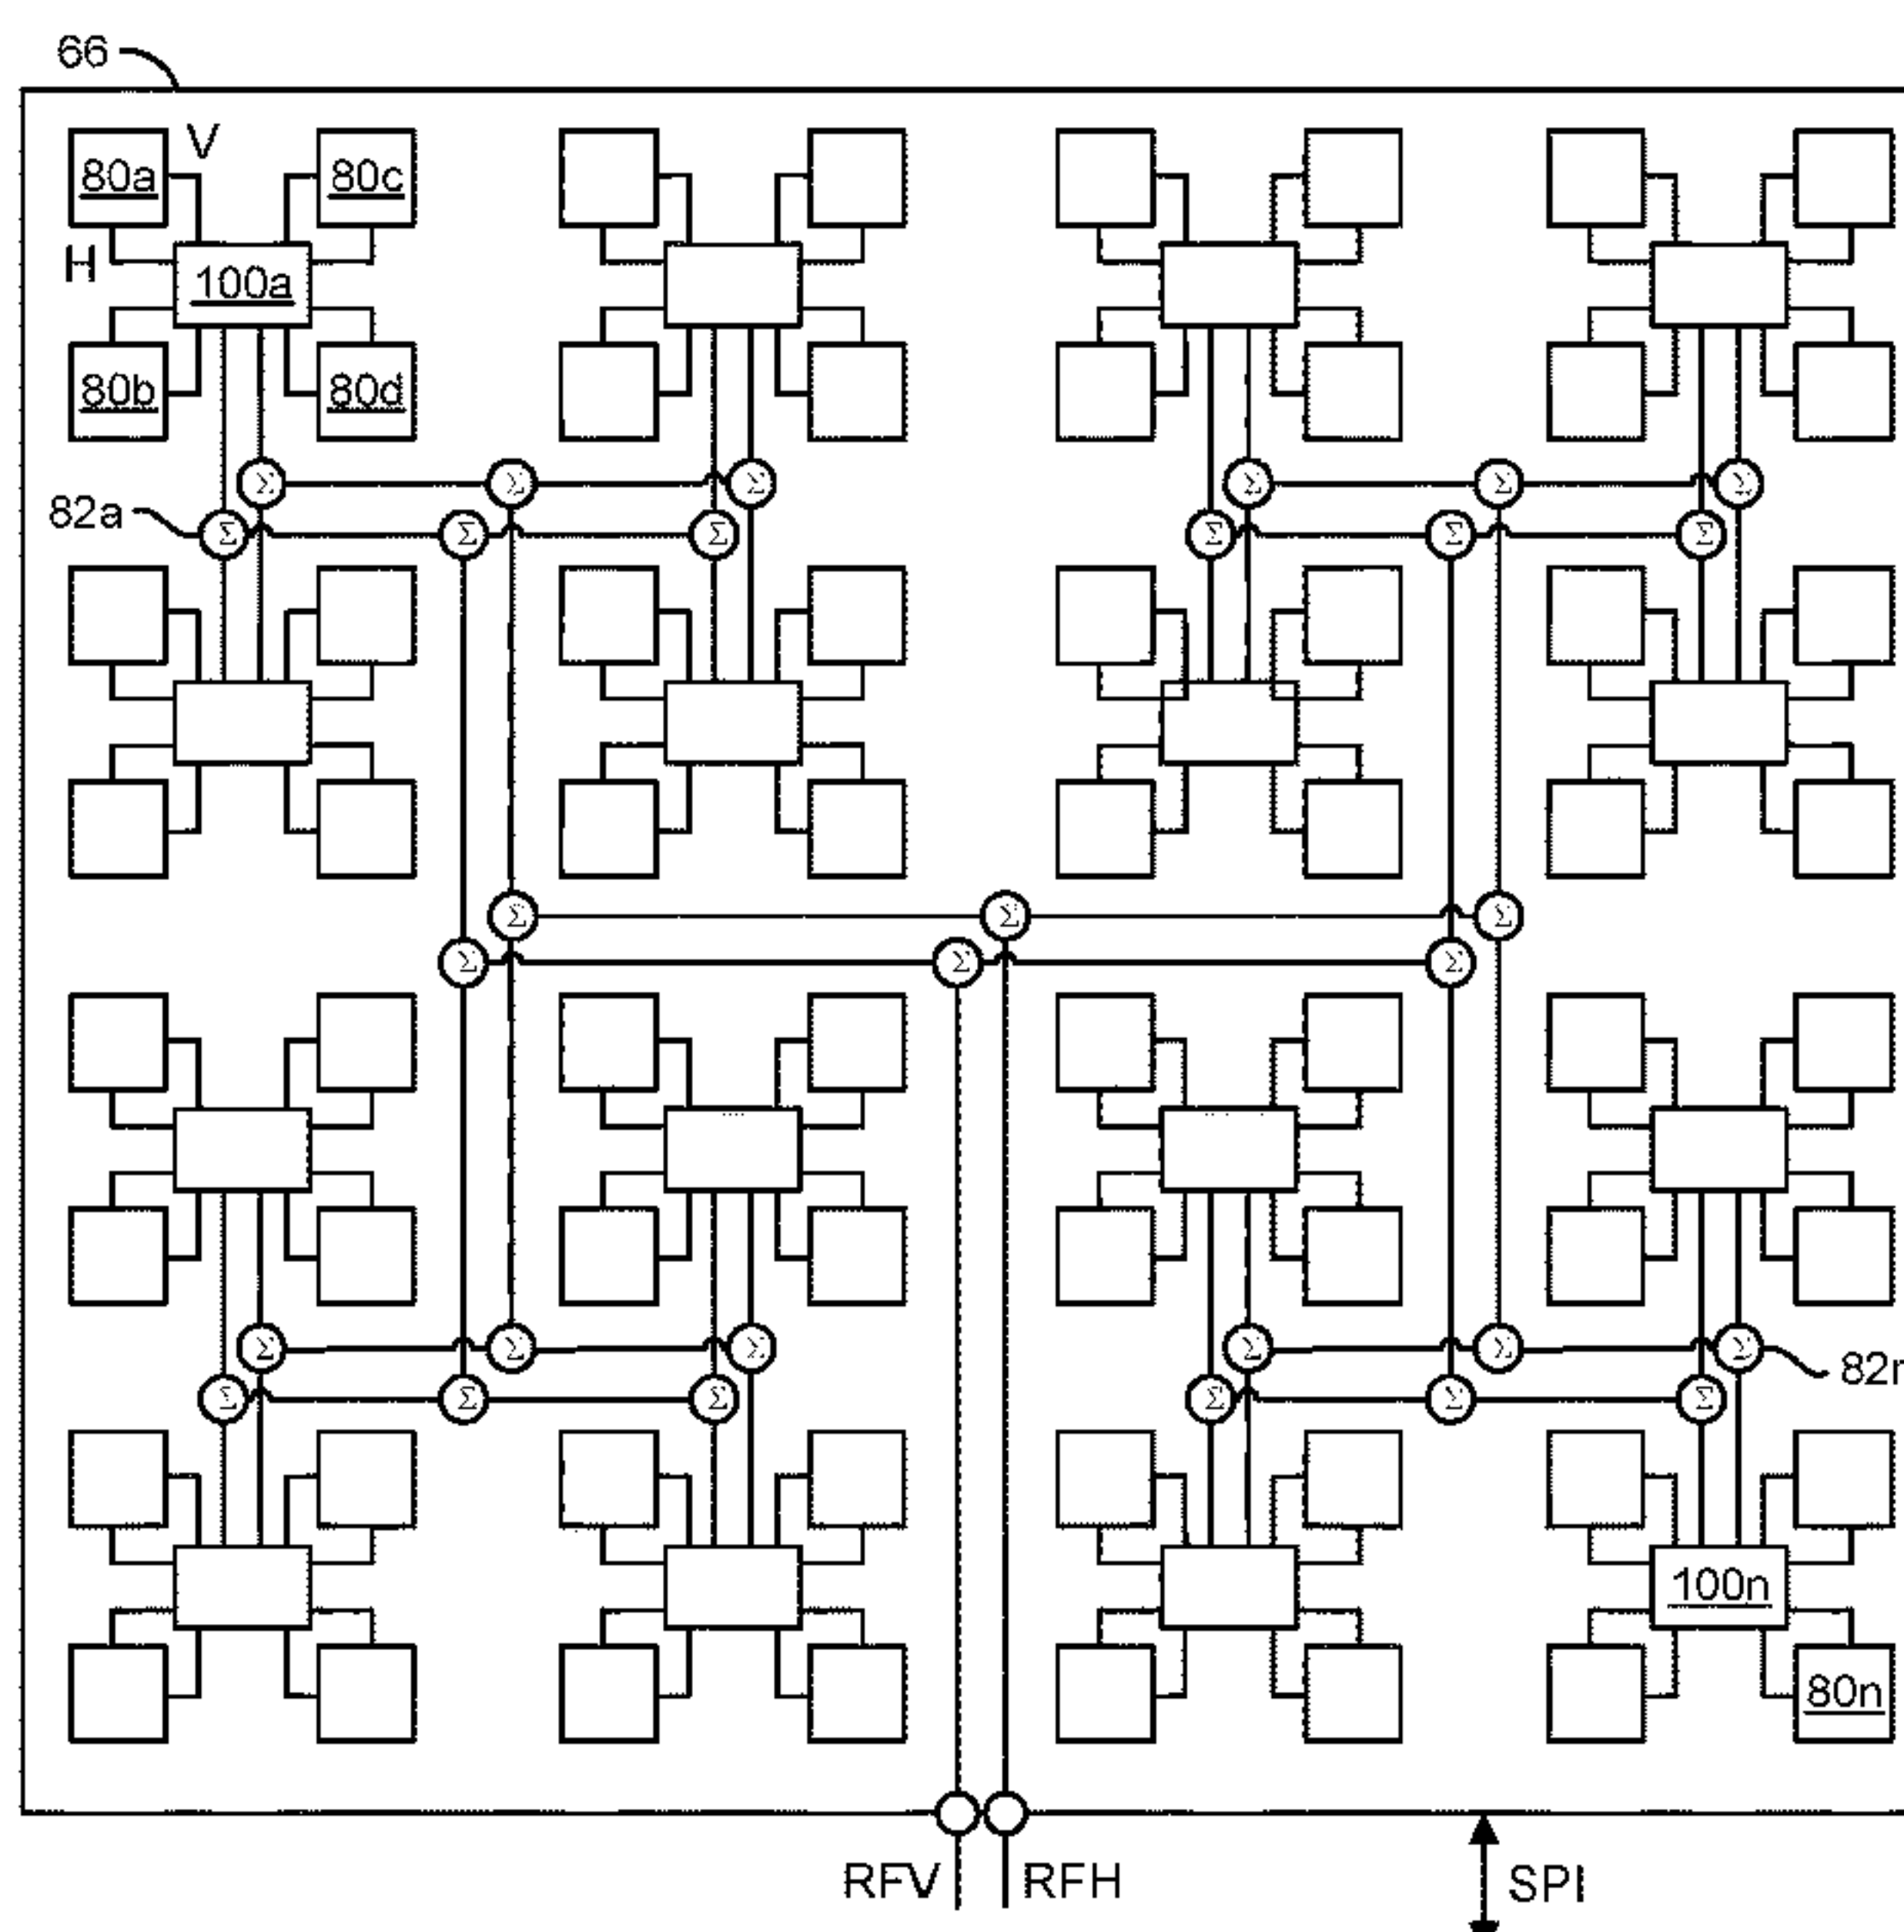 66
80a V 80c
H 100a
80b 80d
Σ Σ Σ Σ Σ Σ
82a Σ Σ Σ Σ Σ Σ
Σ Σ Σ
Σ Σ Σ
Σ Σ Σ Σ Σ Σ
82n
Σ Σ Σ Σ Σ Σ
100n
80n
RFV RFH SPI